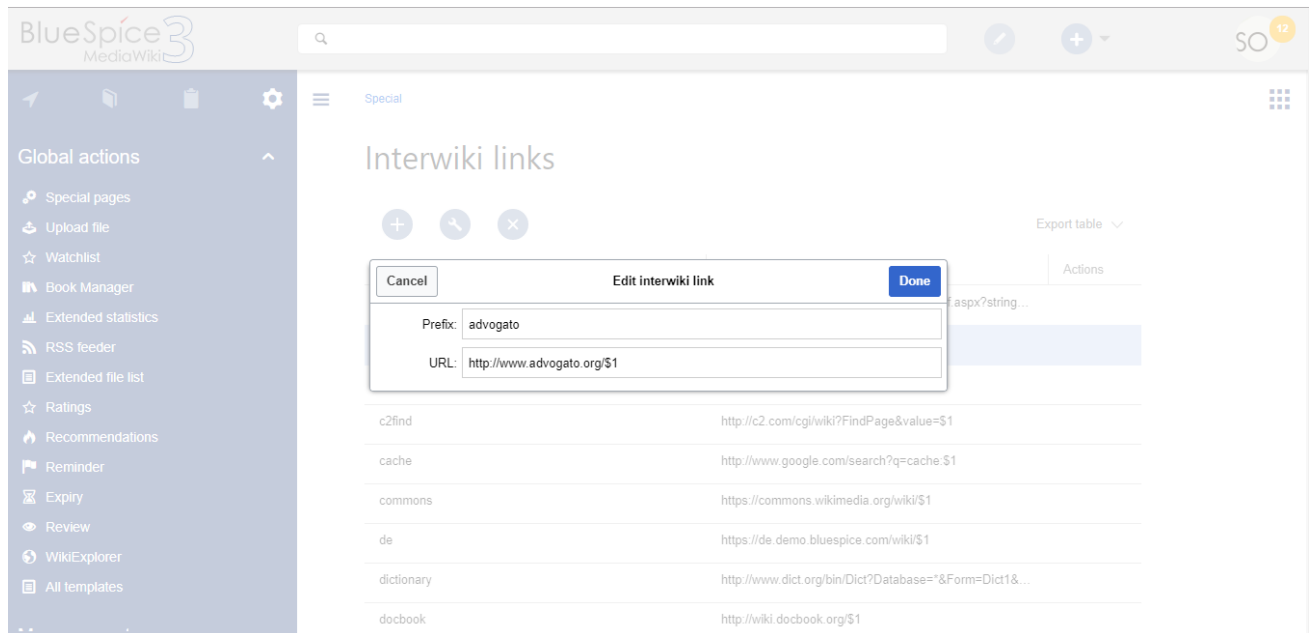 BlueSpice 3
MediaWiki
SO
12
Special
Global actions
Interwiki links
Special pages
Upload file
Export table
Watchlist
Actions
Cancel
Edit interwiki link
Done
Book Manager
f.aspx?string...
Extended statistics
Prefix:
advogato
RSS feeder
URL:
http://www.advogato.org/$1
Extended file list
Ratings
c2find
http://c2.com/cgi/wiki?FindPage&value=$1
Recommendations
cache
http://www.google.com/search?q=cache:$1
Reminder
Expiry
commons
https://commons.wikimedia.org/wiki/$1
Review
de
https://de.demo.bluespice.com/wiki/$1
WikiExplorer
dictionary
http://www.dict.org/bin/Dict?Database=*&Form=Dict1&...
All templates
docbook
http://wiki.docbook.org/$1